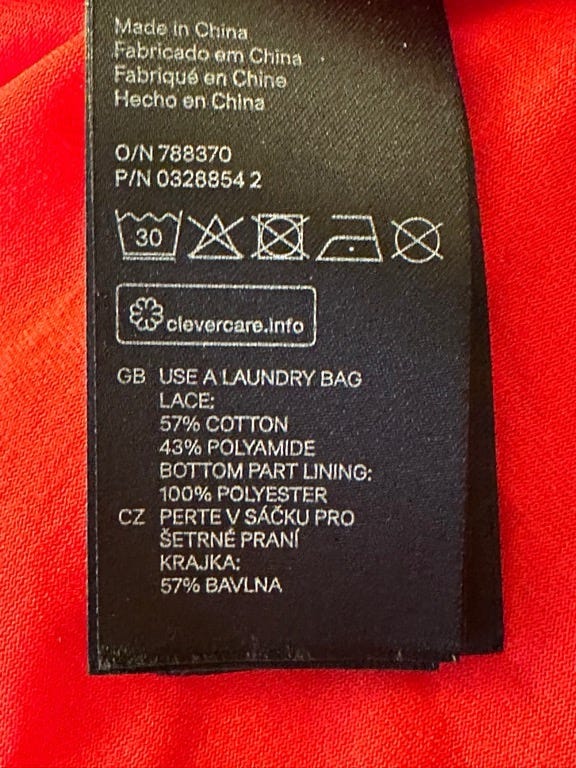 Made in China
Fabricado em China
Fabriqué en Chine
Hecho en China
O/N 788370
P/N 0328854 2
30
clevercare.info
GB USE A LAUNDRY BAG
LACE:
57% COTTON
43% POLYAMIDE
BOTTOM PART LINING:
100% POLYESTER
CZ PERTE V SÁČKU PRO
ŠETRNÉ PRANÍ
KRAJKA:
57% BAVLNA